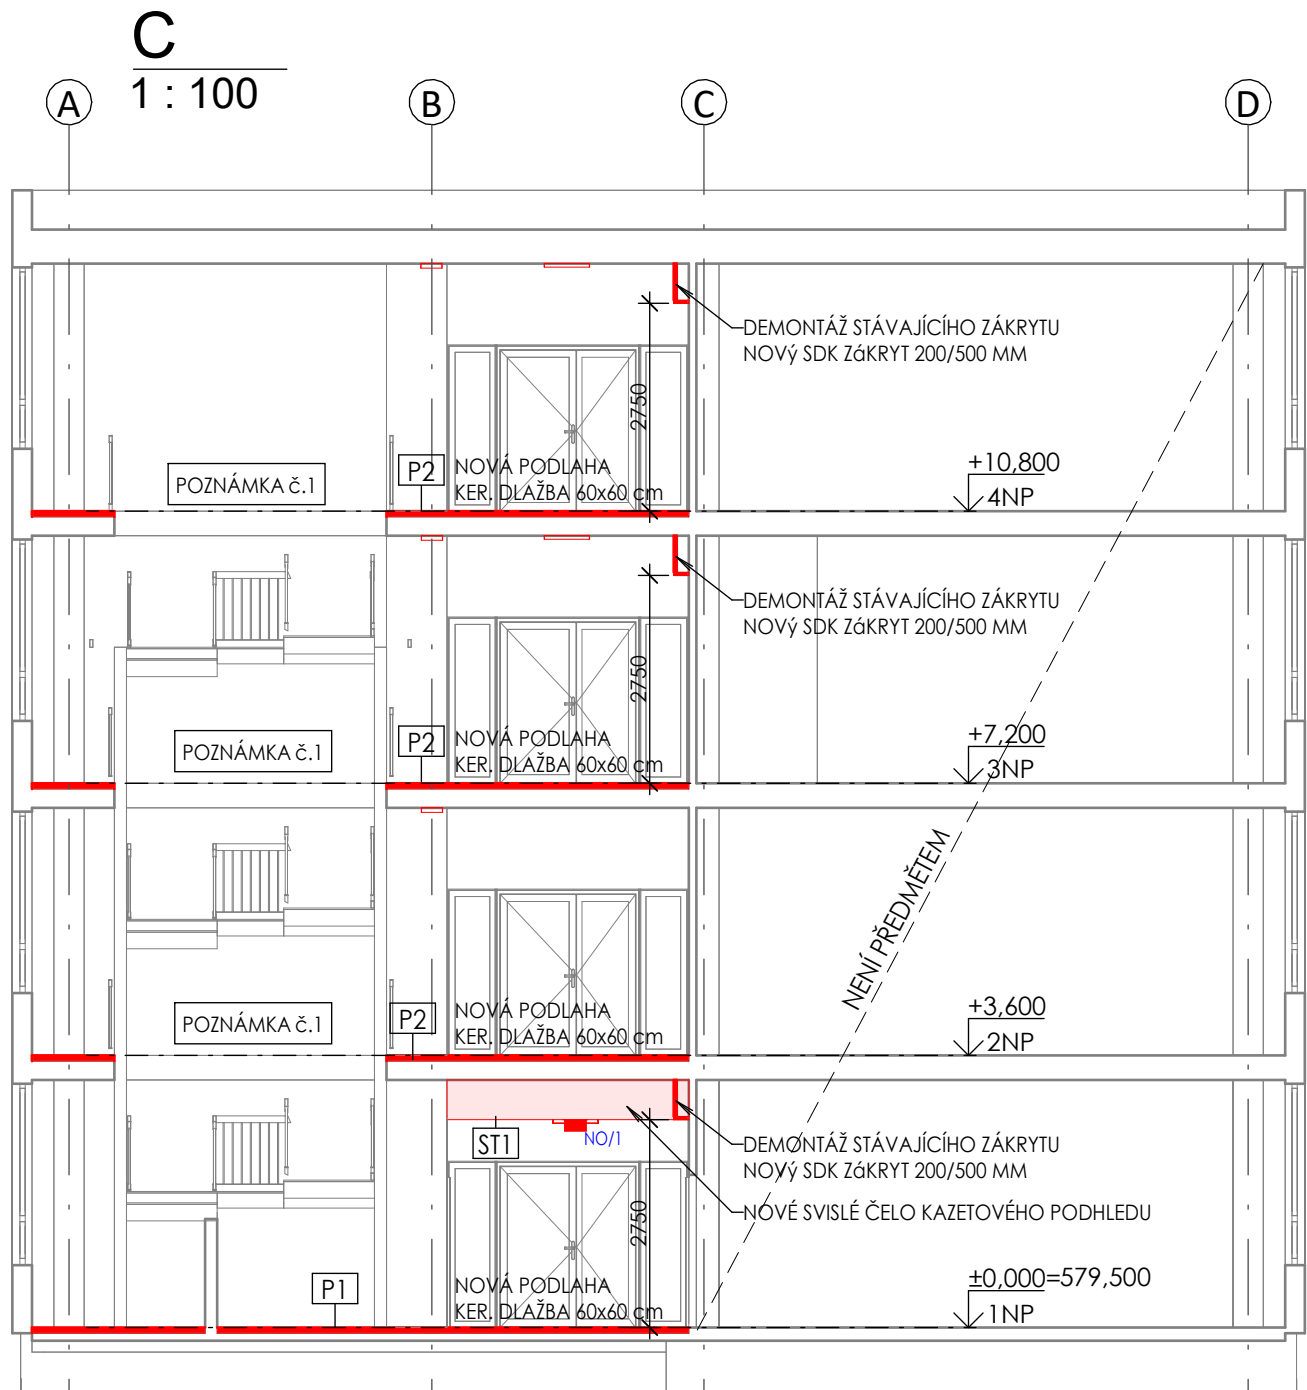 C
1 : 100
A
B
C
D
DEMONTÁŽ STÁVAJÍCÍHO ZÁKRYTU
NOVý SDK ZáKRYT 200/500 MM
2750
POZNÁMKA č.1
P2
NOVÁ PODLAHA
KER. DLAŽBA 60x60 cm
+10,800
4NP
DEMONTÁŽ STÁVAJÍCÍHO ZÁKRYTU
NOVý SDK ZáKRYT 200/500 MM
2750
POZNÁMKA č.1
P2
NOVÁ PODLAHA
KER. DLAŽBA 60x60 cm
+7,200
3NP
NENÍ PŘEDMĚTEM
POZNÁMKA č.1
P2
NOVÁ PODLAHA
KER. DLAŽBA 60x60 cm
+3,600
2NP
ST1
NO/1
DEMONTÁŽ STÁVAJÍCÍHO ZÁKRYTU
NOVý SDK ZáKRYT 200/500 MM
NOVÉ SVISLÉ ČELO KAZETOVÉHO PODHLEDU
2750
P1
NOVÁ PODLAHA
KER. DLAŽBA 60x60 cm
±0,000=579,500
1NP